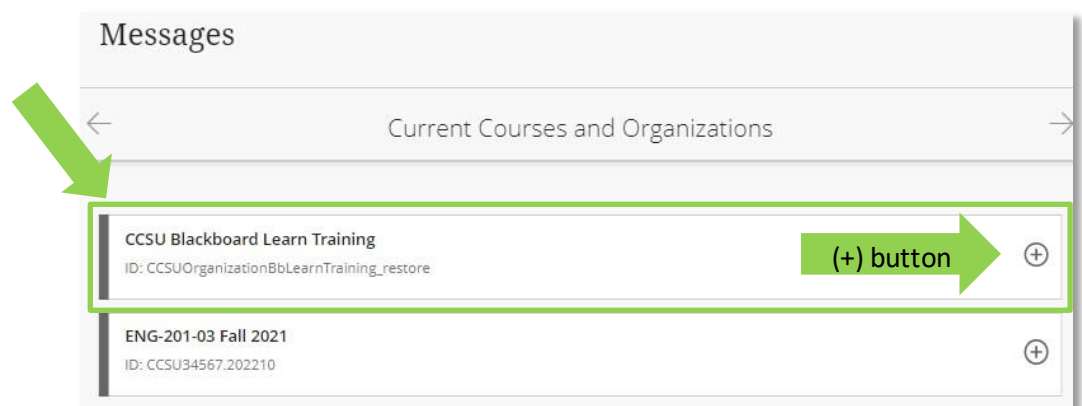 Messages
Current Courses and Organizations
CCSU Blackboard Learn Training
ID: CCSUOrganizationBbLearnTraining_restore
(+) button
ENG-201-03 Fall 2021
ID: CCSU34567.202210